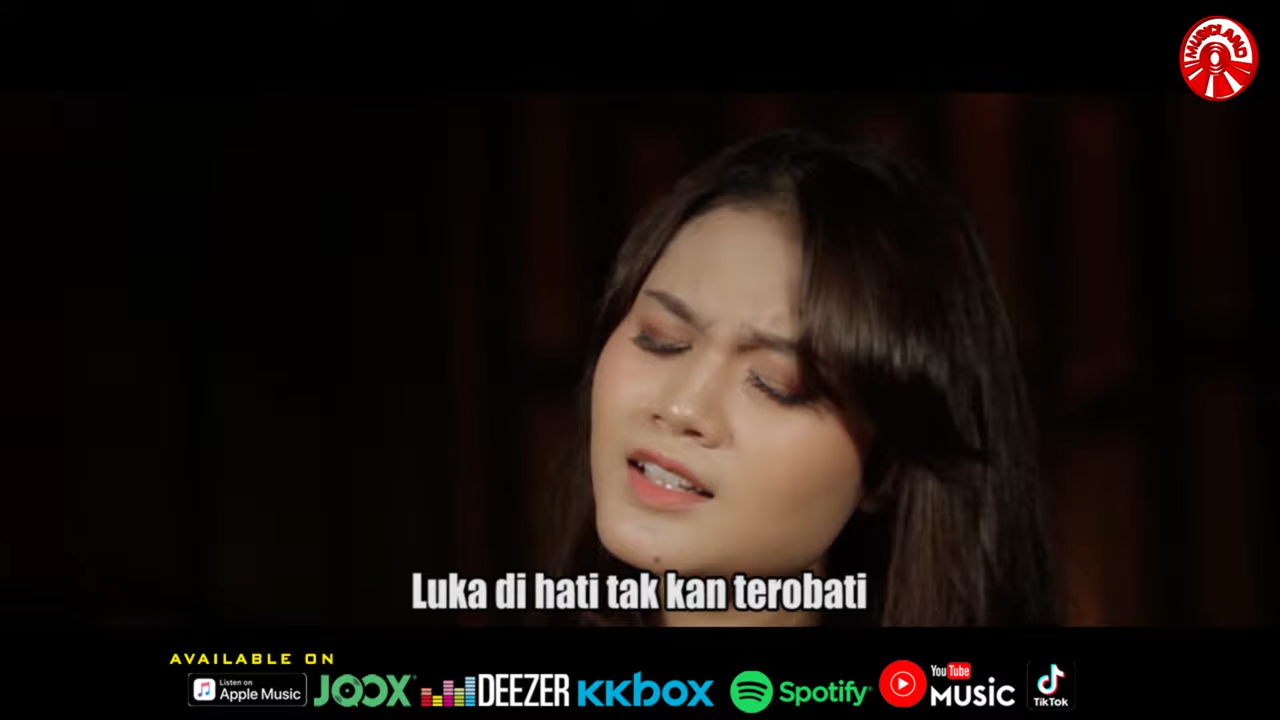 MUSICLAND
Luka di hati tak kan terobati
AVAILABLE ON
Listen on
Apple Music
JOOX
DEEZER
KKBOX
Spotify
YouTube
MUSIC
TikTok